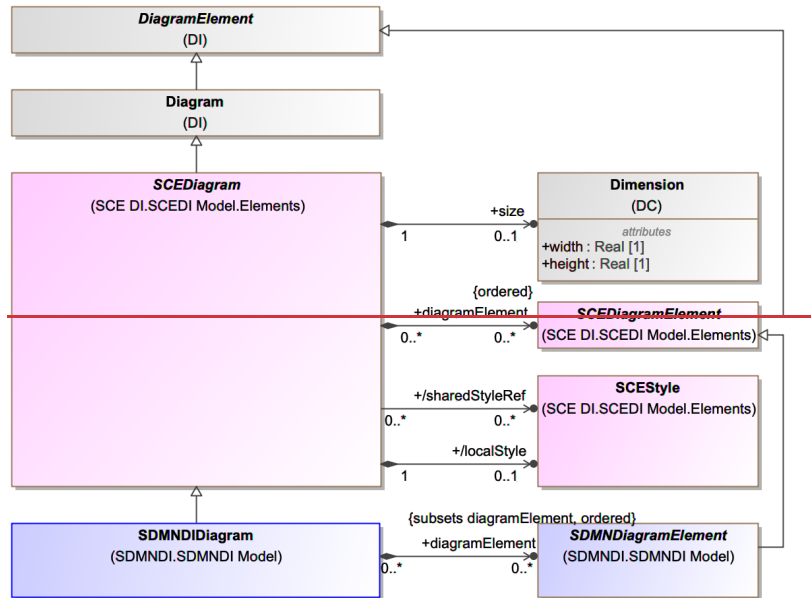 DiagramElement
(DI)
Diagram
(DI)
SCEDiagram
(SCE DI.SCEDI Model.Elements)
+size
1
0..1
Dimension
(DC)
attributes
+width : Real [1]
+height : Real [1]
{ordered}
+diagramElement
0..*
0..*
SCEDiagramElement
(SCE DI.SCEDI Model.Elements)
+/sharedStyleRef
0..*
0..*
+/localStyle
1
0..1
SCEStyle
(SCE DI.SCEDI Model.Elements)
SDMNDIDiagram
(SDMNDI.SDMNDI Model)
{subsets diagramElement, ordered}
+diagramElement
0..*
0..*
SDMNDiagramElement
(SDMNDI.SDMNDI Model)